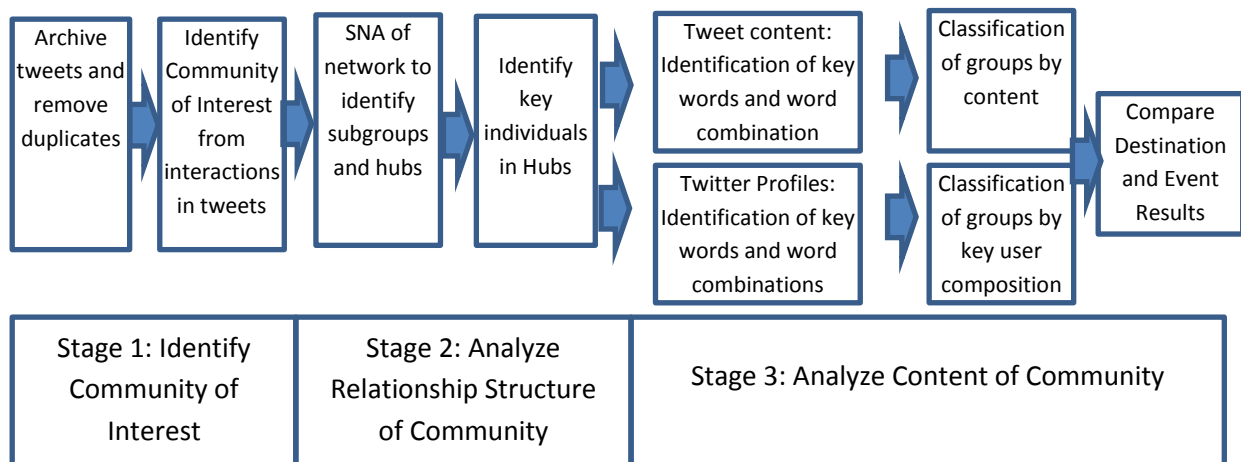 Archive
tweets and
remove
duplicates
Identify
Community
of Interest
from
interactions
in tweets
SNA of
network to
identify
subgroups
and hubs
Identify
key
individuals
in Hubs
Tweet content:
Identification of key
words and word
combination
Twitter Profiles:
Identification of key
words and word
combinations
Classification
of groups by
content
Classification
of groups by
key user
composition
Compare
Destination
and Event
Results
Stage 1: Identify
Community of
Interest
Stage 2: Analyze
Relationship Structure
of Community
Stage 3: Analyze Content of Community